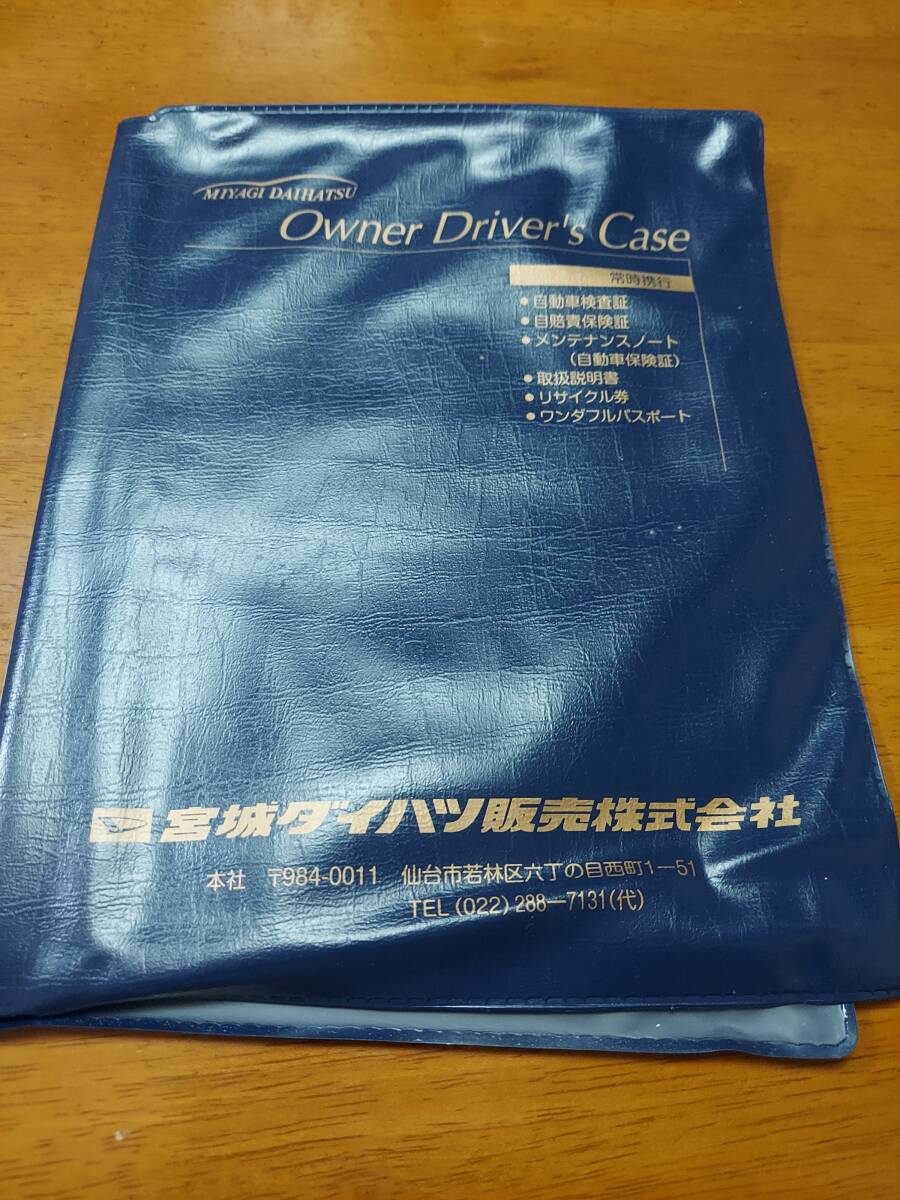 MIYAGI DAIHATSU
Owner Driver's Case
常時携行
●自動車検査証
●自賠責保険証
●メンテナンスノート
(自動車保険証)
●取扱説明書
●リサイクル券
●ワンダフルパスポート
宮城ダイハツ販売株式会社
本社 〒984-0011 仙台市若林区六丁の目西町1−51
TEL (022) 288−7131(代)